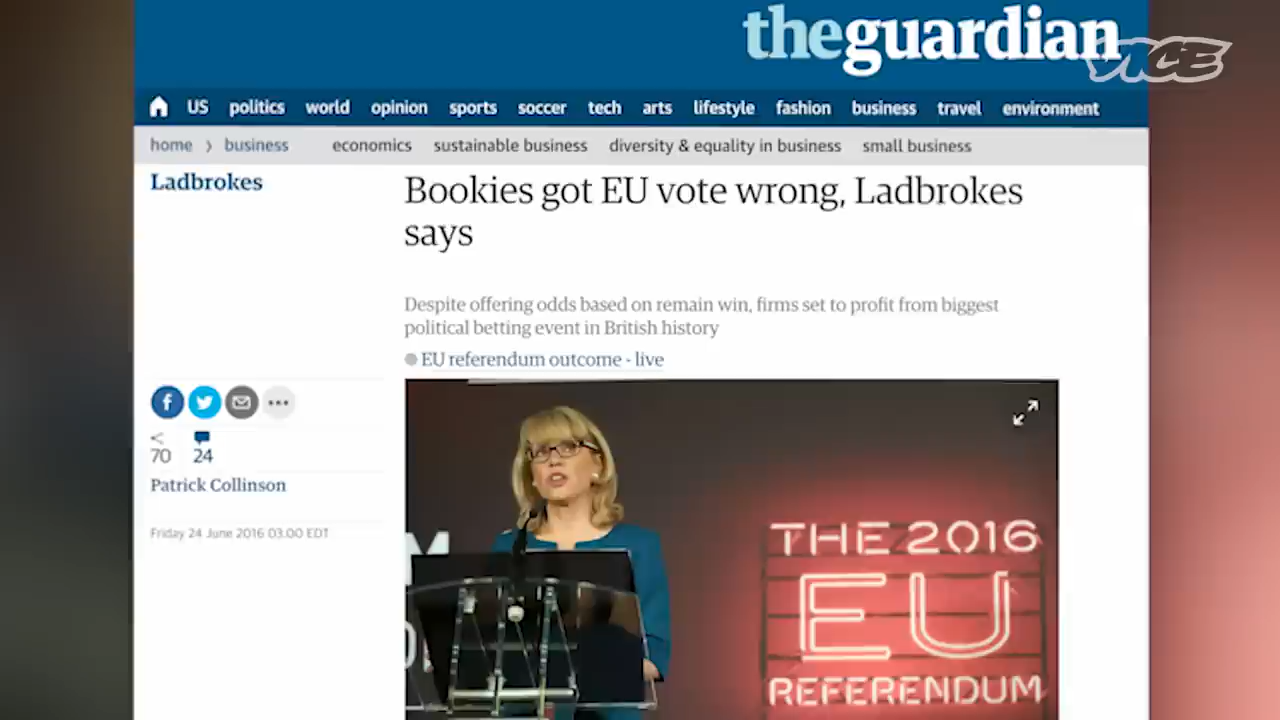 theguardian
VICE
US politics world opinion sports soccer tech arts lifestyle fashion business travel environment
home › business economics sustainable business diversity & equality in business small business
Ladbrokes
Bookies got EU vote wrong, Ladbrokes
says
Despite offering odds based on remain win, firms set to profit from biggest
political betting event in British history
EU referendum outcome - live
70 24
Patrick Collinson
Friday 24 June 2016 03.00 EDT
THE 2016
EU
REFERENDUM